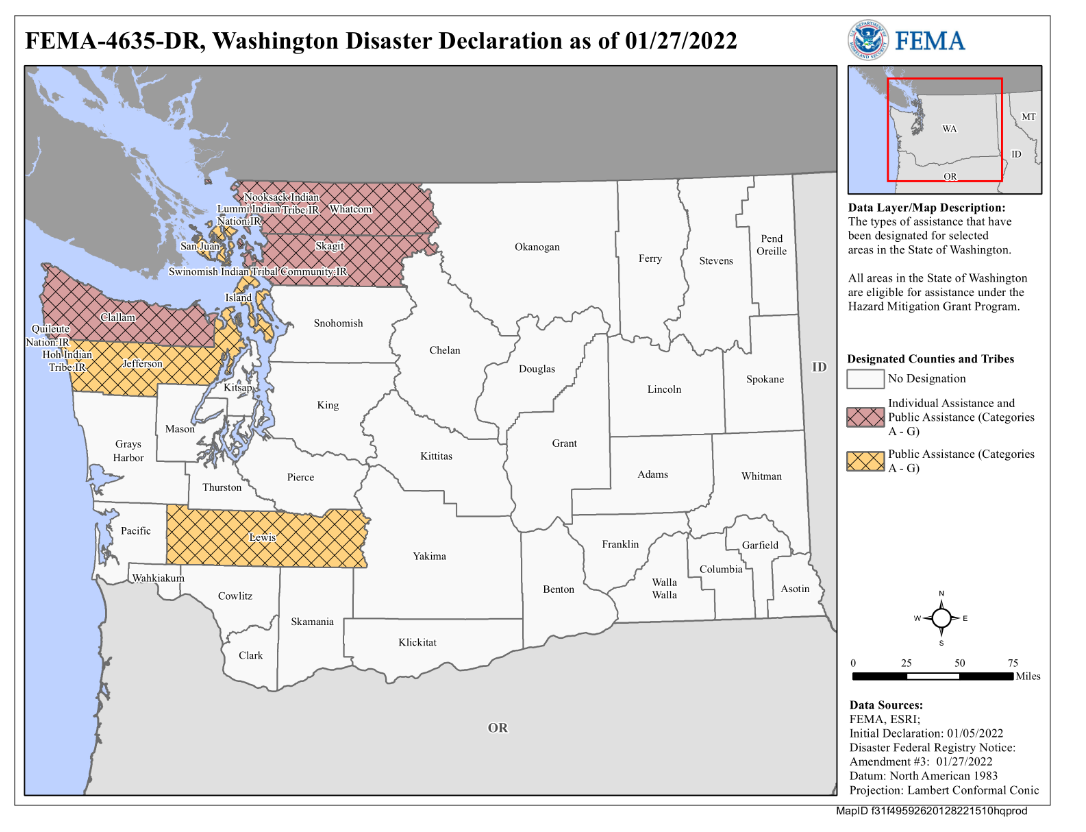 FEMA-4635-DR, Washington Disaster Declaration as of 01/27/2022
FEMA
WA
MT
ID
OR
Data Layer/Map Description:
The types of assistance that have
been designated for selected
areas in the State of Washington.
All areas in the State of Washington
are eligible for assistance under the
Hazard Mitigation Grant Program.
Designated Counties and Tribes
No Designation
Individual Assistance and
Public Assistance (Categories
A - G)
Public Assistance (Categories
A - G)
Nooksack Indian
Tribe:IR
Lummi Indian
Nation:IR
Whatcom
San Juan
Skagit
Swinomish Indian Tribal Community:IR
Island
Clallam
Quileute
Nation:IR
Hoh Indian
Tribe:IR
Jefferson
Okanogan
Ferry
Stevens
Pend
Oreille
Snohomish
Chelan
Douglas
Kitsap
King
Mason
Grays
Harbor
Lincoln
Spokane
ID
Grant
Kittitas
Pierce
Thurston
Adams
Whitman
Pacific
Lewis
Yakima
Franklin
Garfield
Columbia
Walla
Walla
Asotin
Benton
Wahkiakum
Cowlitz
Skamania
Clark
Klickitat
OR
N
W
E
S
0 25 50 75
Miles
Data Sources:
FEMA, ESRI;
Initial Declaration: 01/05/2022
Disaster Federal Registry Notice:
Amendment #3: 01/27/2022
Datum: North American 1983
Projection: Lambert Conformal Conic
MapID f31f49592620128221510hqprod